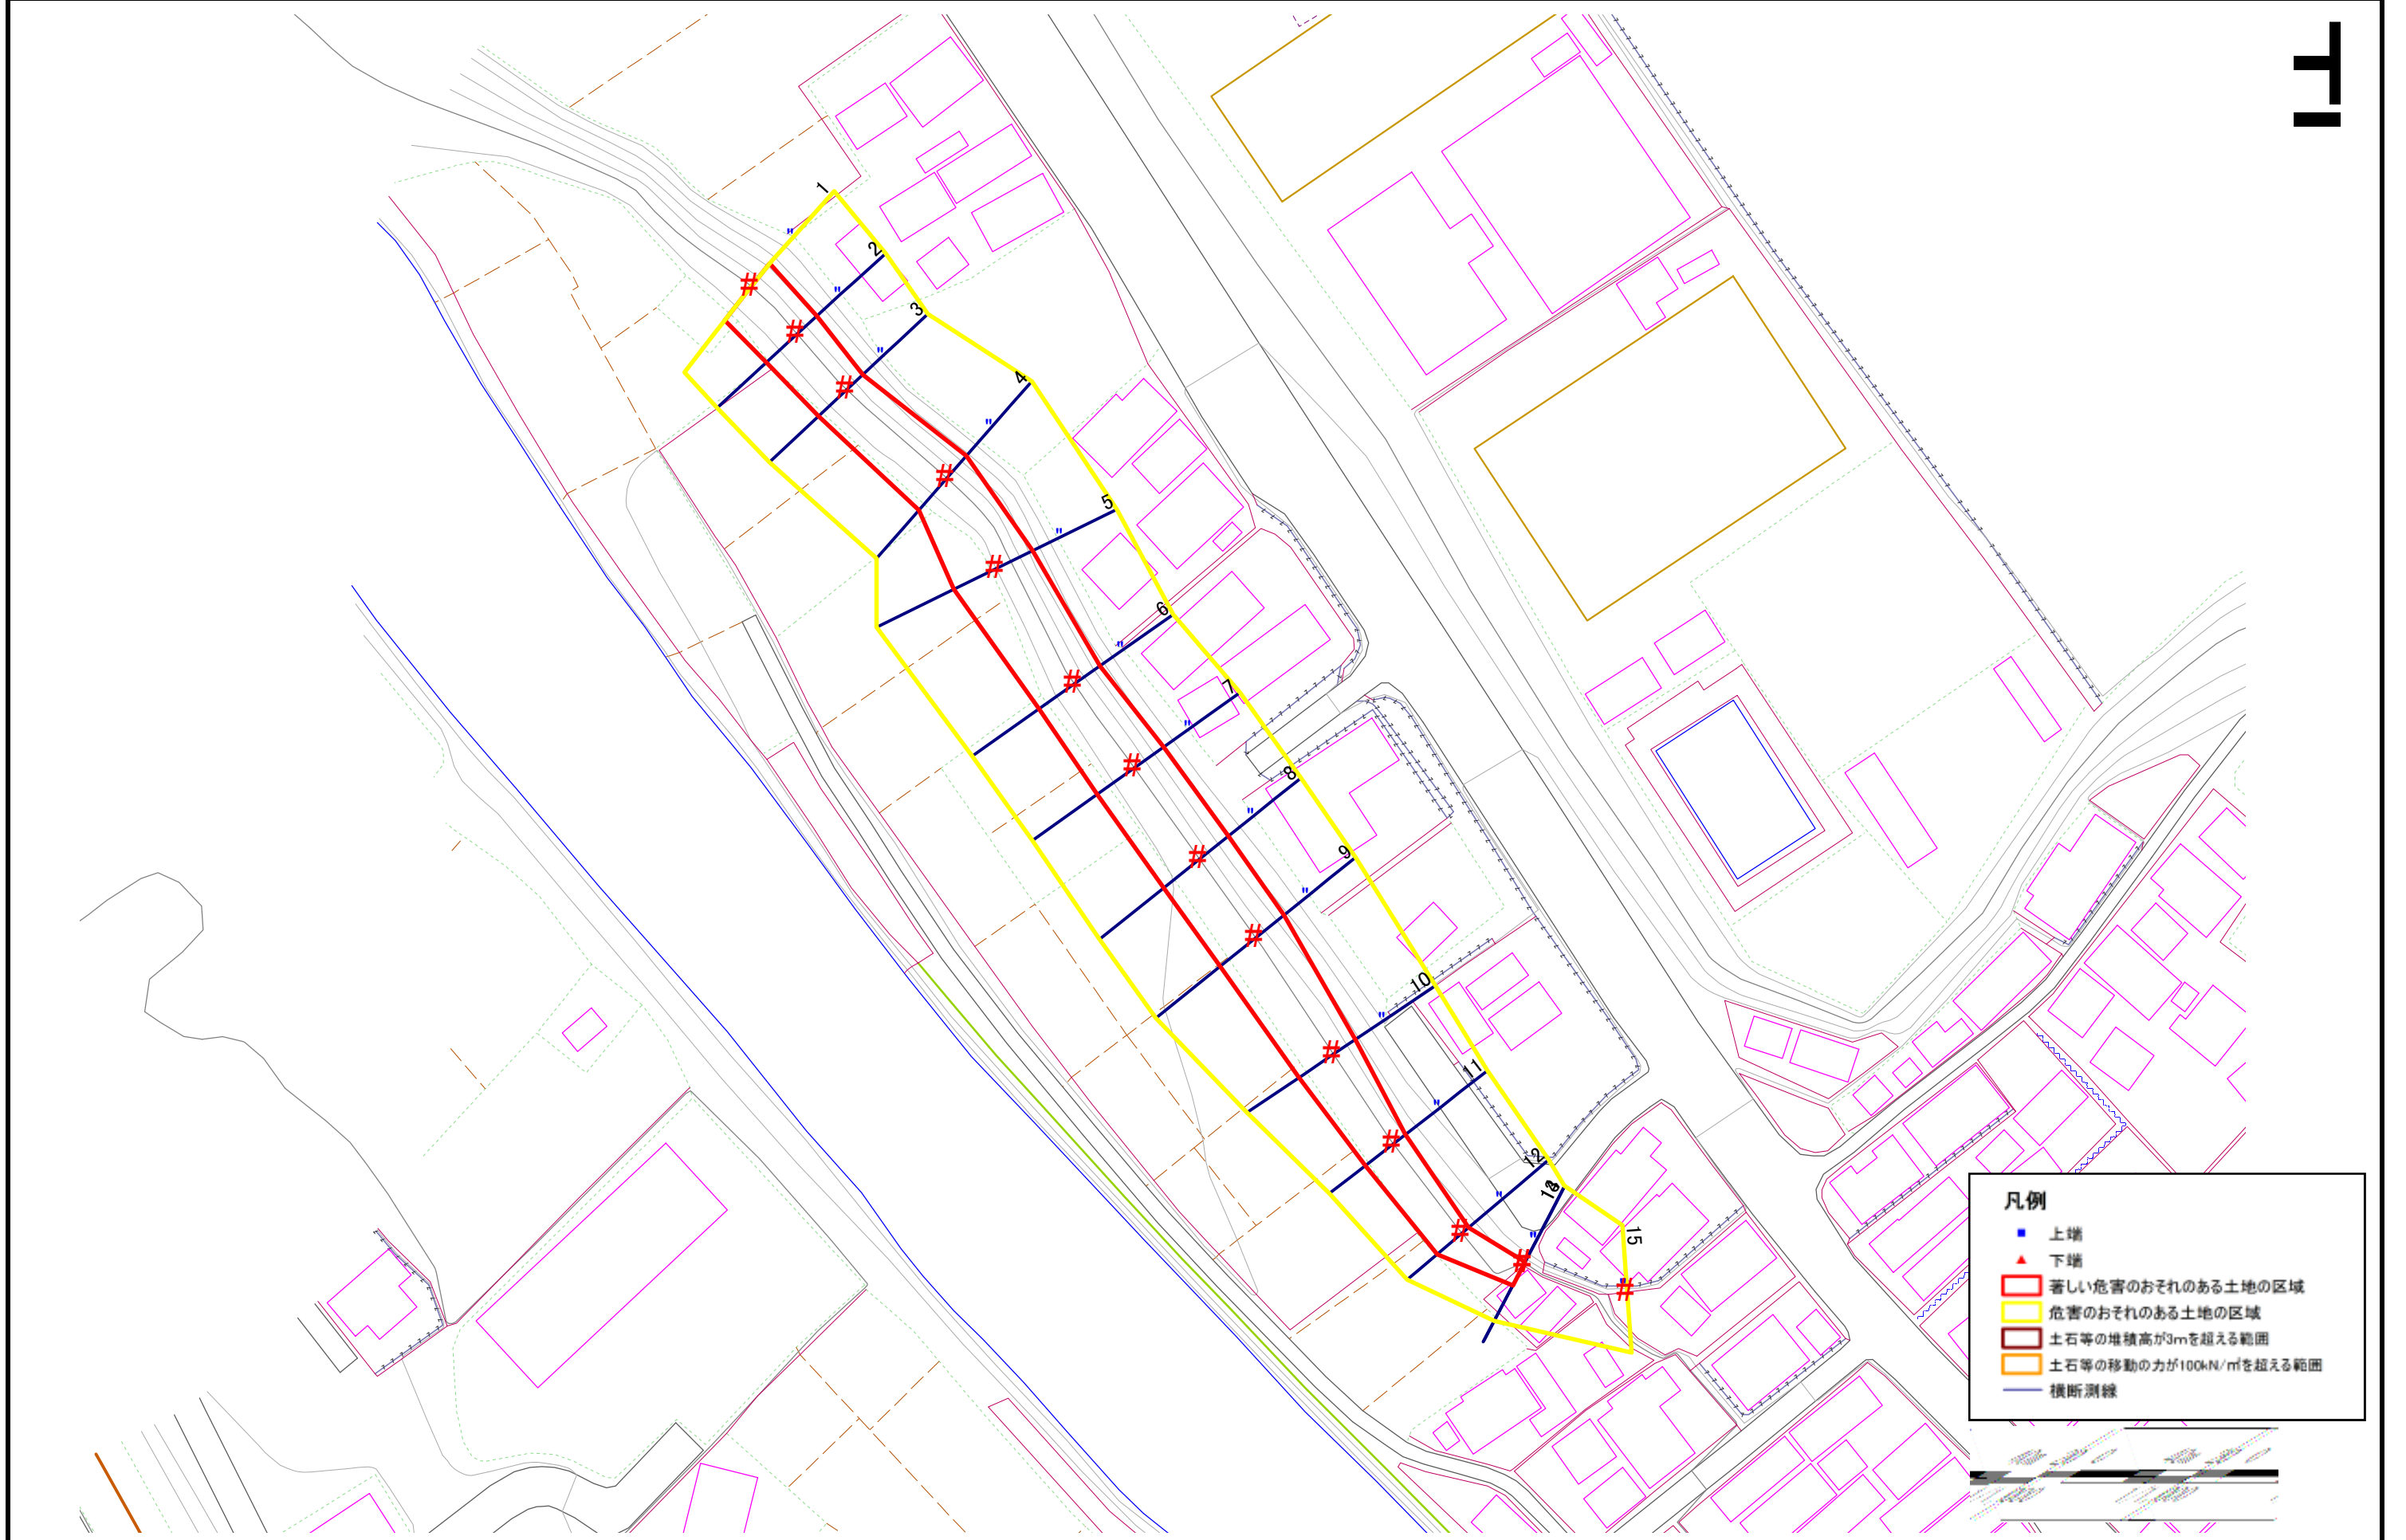 1
2
3
4
5
6
7
8
9
10
11
12
15
凡例
上端
下端
著しい危害のおそれのある土地の区域
危害のおそれのある土地の区域
土石等の堆積高が3mを超える範囲
土石等の移動の力が100kN/㎡を超える範囲
横断測線